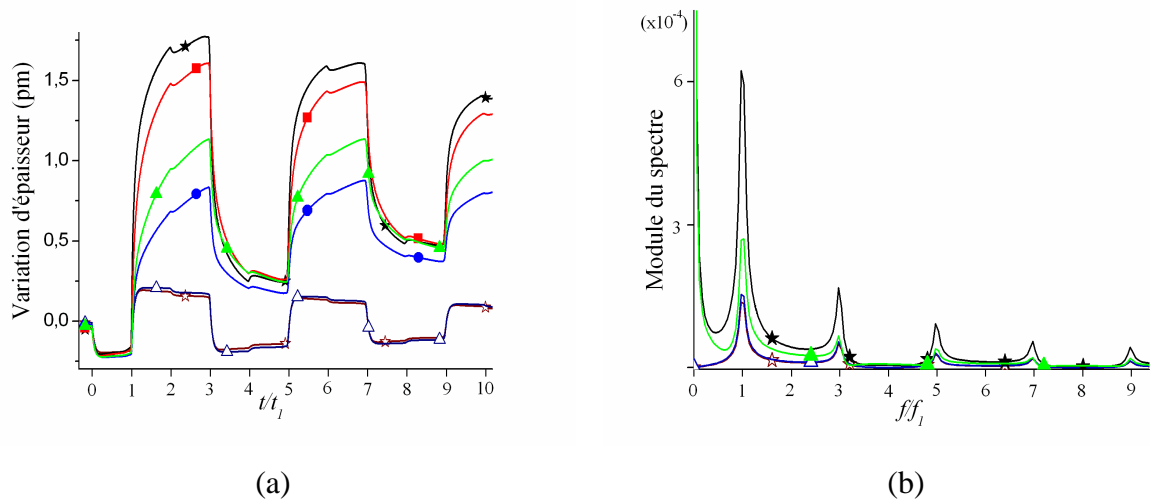 Variation d'épaisseur (pm)
1,5
1,0
0,5
0,0
0 1 2 3 4 5 6 7 8 9 10
t/t1
(a)
(x10-4)
Module du spectre
6
3
0 1 2 3 4 5 6 7 8 9
f/f1
(b)